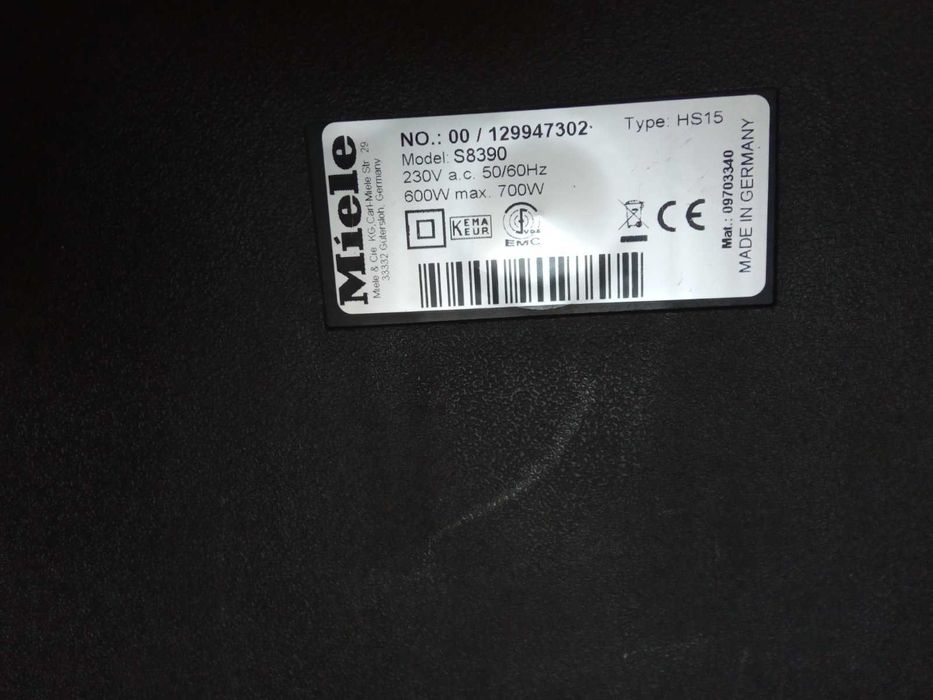 Miele
Miele & Cie. KG, Carl-Miele-Str. 29
33332 Gütersloh, Germany
NO.: 00 / 129947302
Type: HS15
Model: S8390
230V a.c. 50/60Hz
600W max. 700W
KEMA
KEUR
VDE
EMC
CE
Mat.: 09703340
MADE IN GERMANY